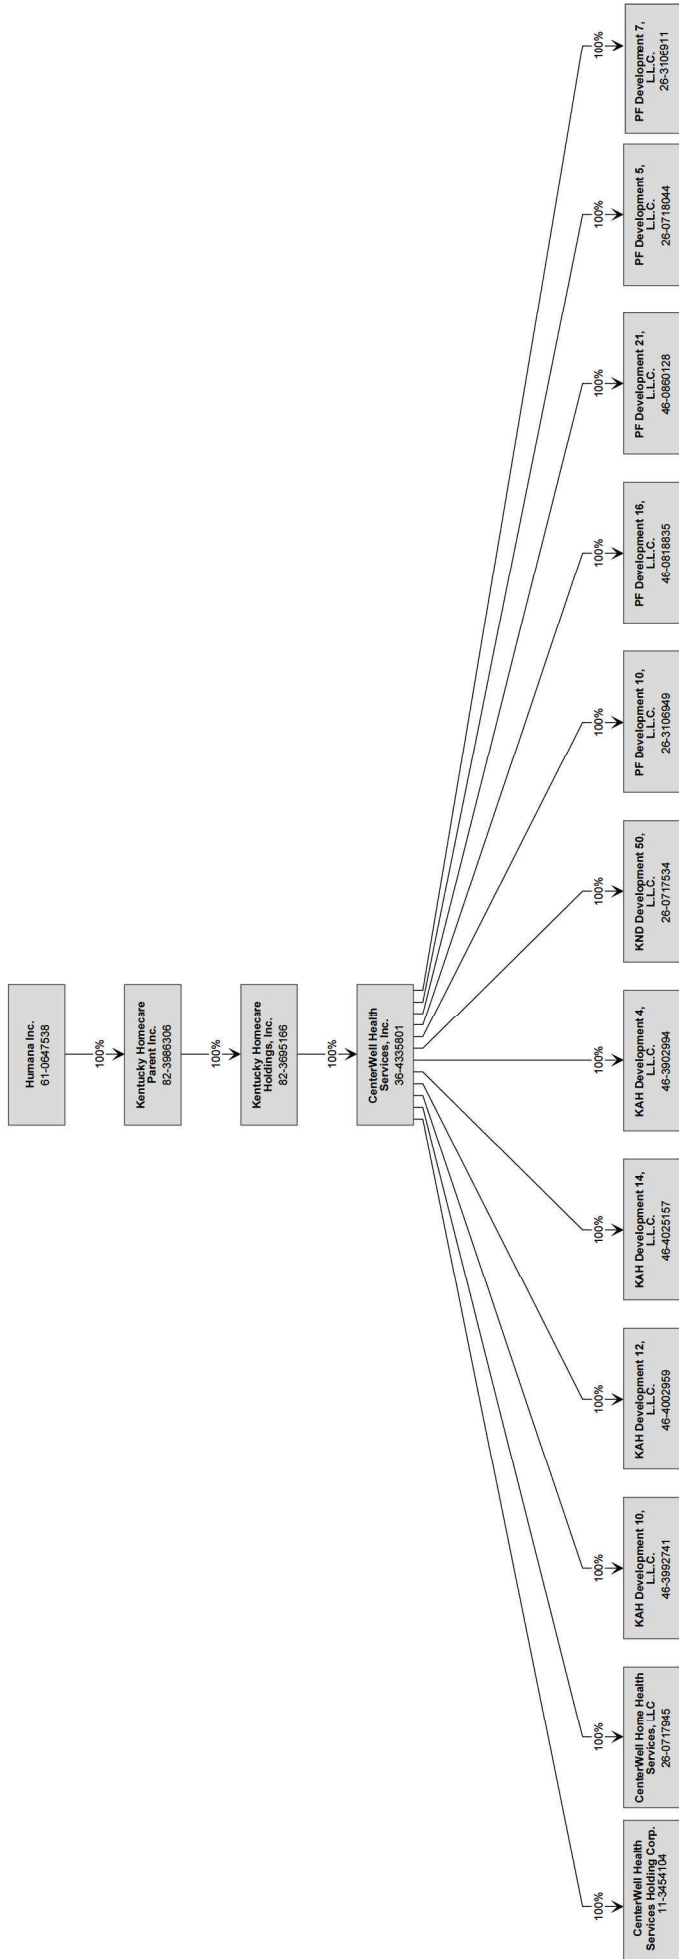 Humana Inc.
61-0647538
100%
Kentucky Homecare
Parent Inc.
82-3986306
100%
Kentucky Homecare
Holdings, Inc.
82-3695166
100%
CenterWell Health
Services, Inc.
36-4335801
100%
CenterWell Health
Services Holding Corp.
11-3454104
100%
CenterWell Home Health
Services, LLC
26-0717945
100%
KAH Development 10,
L.L.C.
46-3992741
100%
KAH Development 12,
L.L.C.
46-4002959
100%
KAH Development 14,
L.L.C.
46-4025157
100%
KAH Development 4,
L.L.C.
46-3902994
100%
KND Development 50,
L.L.C.
26-0717534
100%
PF Development 10,
L.L.C.
26-3106949
100%
PF Development 16,
L.L.C.
46-0818835
100%
PF Development 21,
L.L.C.
46-0860128
100%
PF Development 5,
L.L.C.
26-0718044
100%
PF Development 7,
L.L.C.
26-3106911